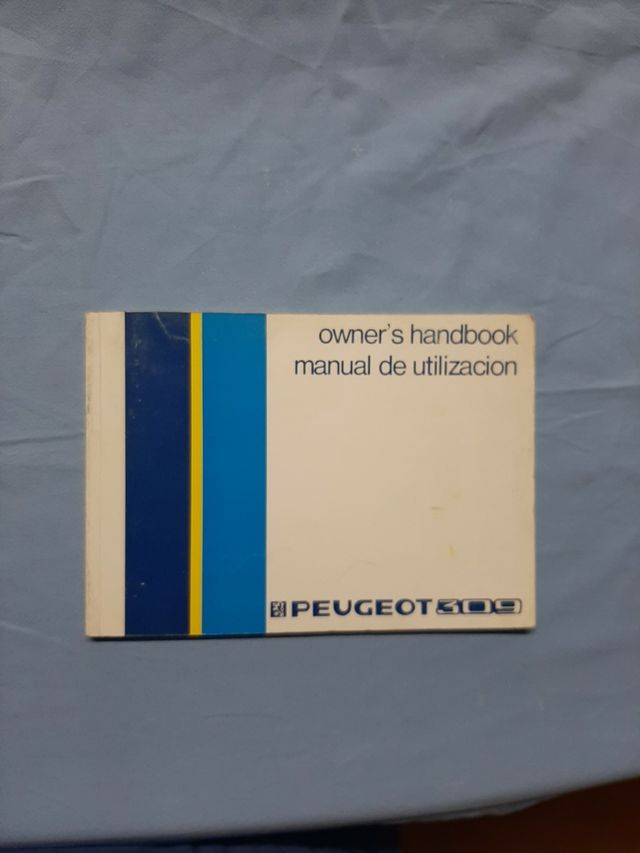 owner's handbook
manual de utilizacion
PEUGEOT 309